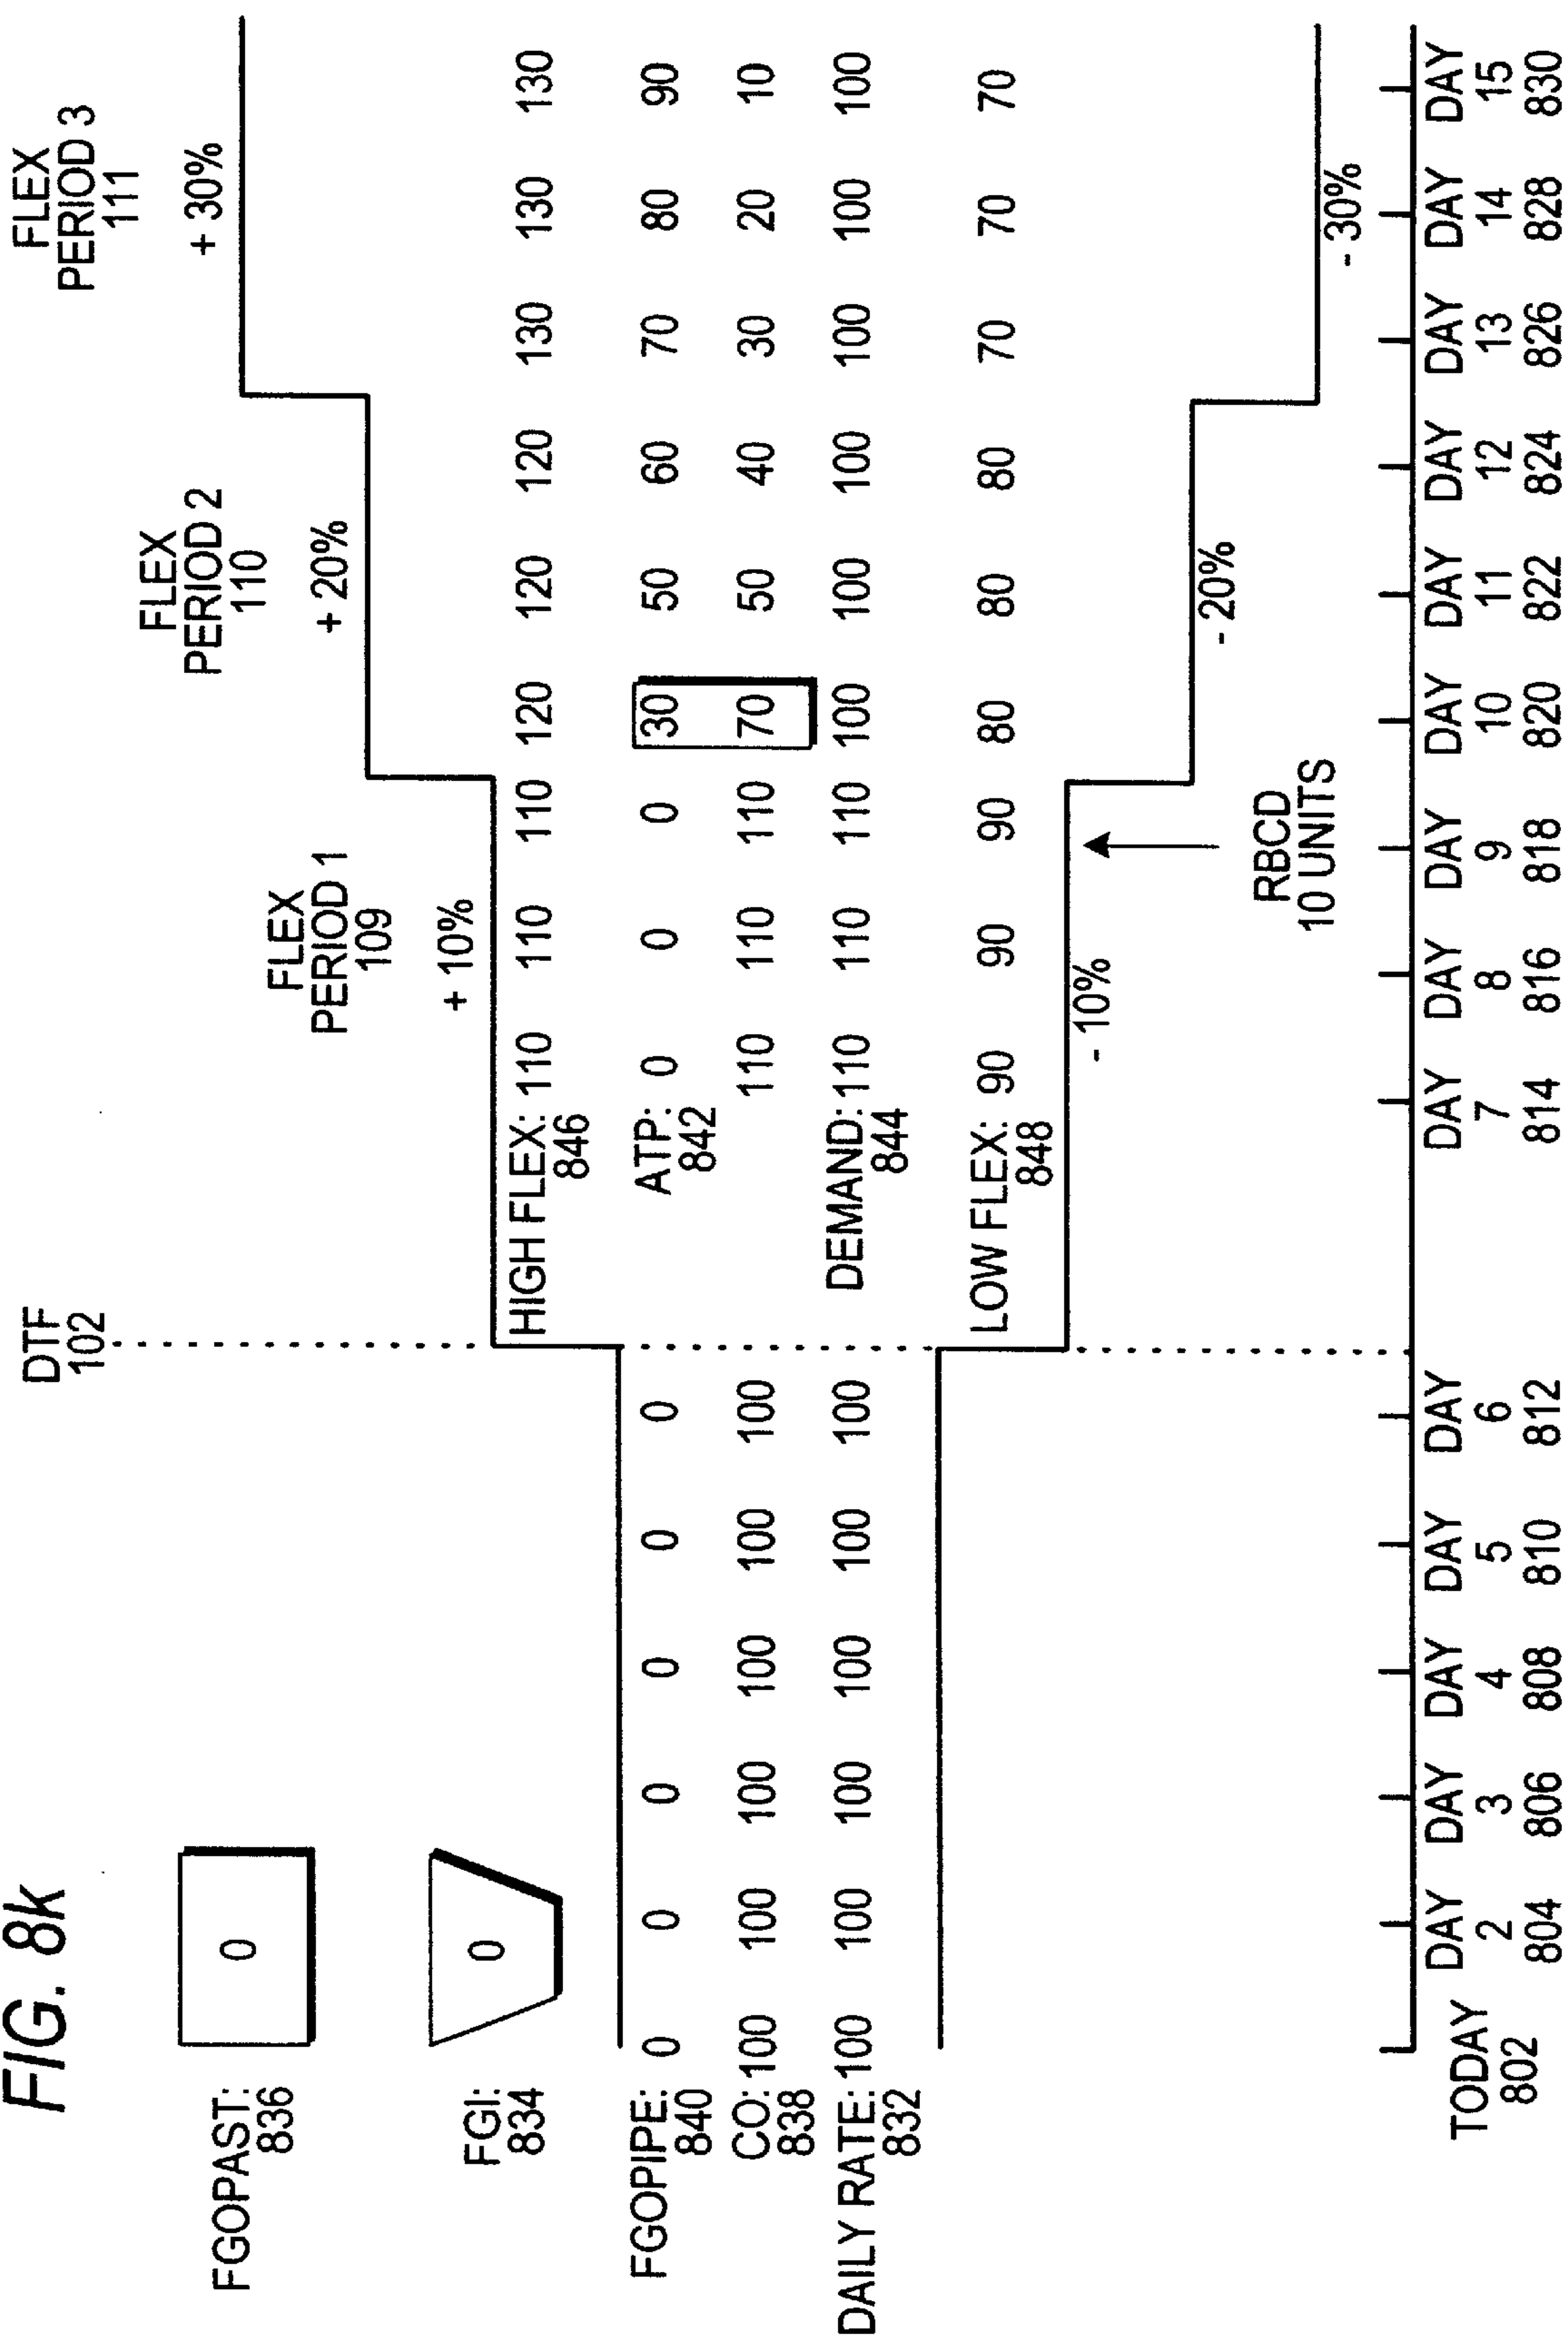 FIG. 8k
FGOPAST:
836
0
FGI:
834
0
DTF
102
FLEX
PERIOD 1
109
+ 10%
FLEX
PERIOD 2
110
+ 20%
FLEX
PERIOD 3
111
+ 30%
HIGH FLEX: 110 110 110 120 120 120 130 130 130
846
FGOPIPE: 0 0 0 0 0 0
840
ATP: 0 0 0 30 50 60 70 80 90
842
CO: 100 100 100 100 100 100 110 110 110 70 50 40 30 20 10
838
DAILY RATE: 100 100 100 100 100 100
832
DEMAND: 110 110 110 100 100 100 100 100 100
844
LOW FLEX: 90 90 90 80 80 80 70 70 70
848
- 10%
- 20%
- 30%
RBCD
10 UNITS
TODAY
802
DAY
2
804
DAY
3
806
DAY
4
808
DAY
5
810
DAY
6
812
DAY
7
814
DAY
8
816
DAY
9
818
DAY
10
820
DAY
11
822
DAY
12
824
DAY
13
826
DAY
14
828
DAY
15
830